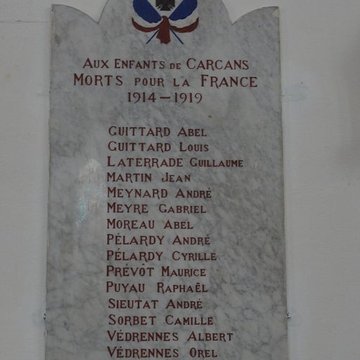 AUX ENFANTS DE CARCANS
MORTS POUR LA FRANCE
1914-1919
GUITTARD ABEL
GUITTARD LOUIS
LATERRADE GUILLAUME
MARTIN JEAN
MEYNARD ANDRÉ
MEYRE GABRIEL
MOREAU ABEL
PÉLARDY ANDRÉ
PÉLARDY CYRILLE
PRÉVÔT MAURICE
PUYAU RAPHAËL
SIEUTAT ANDRÉ
SORBET CAMILLE
VÉDRENNES ALBERT
VÉDRENNES OREL